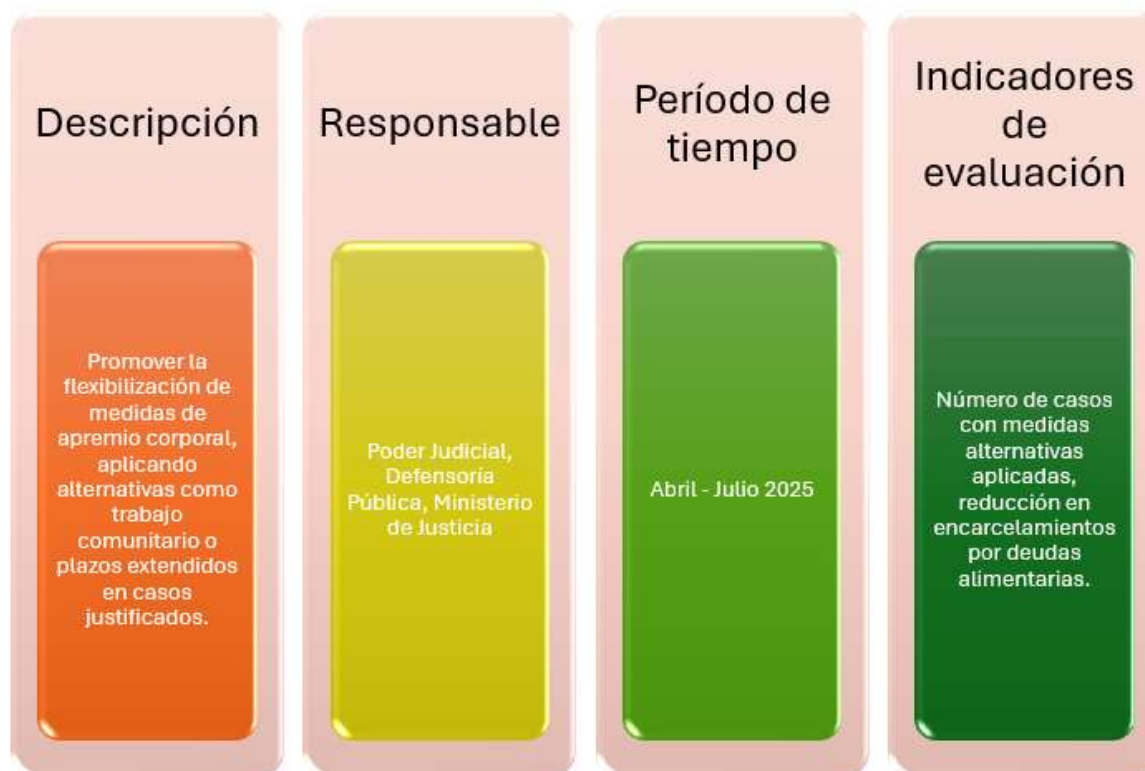 Descripción
Promover la
flexibilización de
medidas de
apremio corporal,
aplicando
alternativas como
trabajo
comunitario o
plazos extendidos
en casos
justificados.
Responsable
Poder Judicial,
Defensoría
Pública, Ministerio
de Justicia
Período de
tiempo
Abril - Julio 2025
Indicadores
de
evaluación
Número de casos
con medidas
alternativas
aplicadas,
reducción en
encarcelamientos
por deudas
alimentarias.